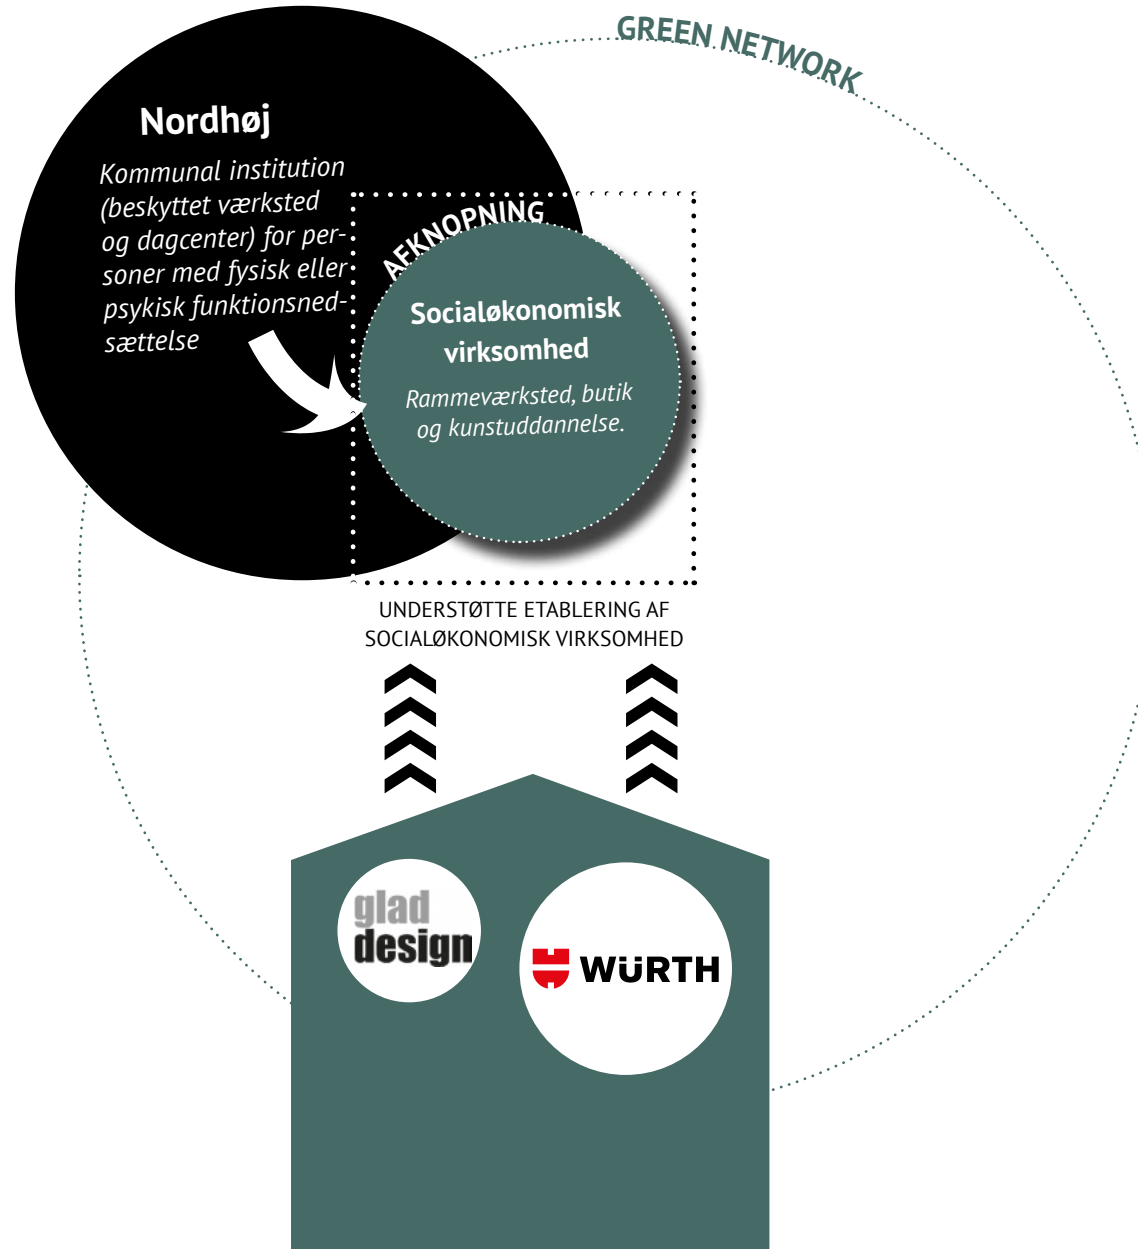 GREEN NETWORK
Nordhøj
Kommunal institution
(beskyttet værksted
og dagcenter) for per-
soner med fysisk eller
psykisk funktionsned-
sættelse
AFKNOPNING
Socialøkonomisk
virksomhed
Rammeværksted, butik
og kunstuddannelse.
UNDERSTØTTE ETABLERING AF
SOCIALØKONOMISK VIRKSOMHED
glad
design
WÜRTH